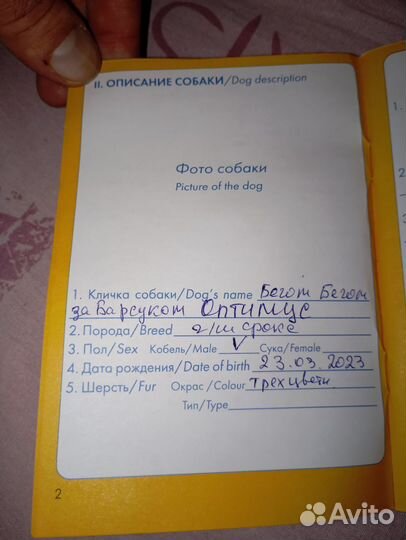 II. ОПИСАНИЕ СОБАКИ/Dog description
Фото собаки
Picture of the dog
1. Кличка собаки/Dog's name Бегом Бегом
за Барсуком Оптимус
2. Порода/Breed
3. Пол/Sex Кобель/Male V Сука/Female
4. Дата рождения/Date of birth 23.03.2023
5. Шерсть/Fur Окрас/Colour трехцветн
Тип/Type
2
Avito